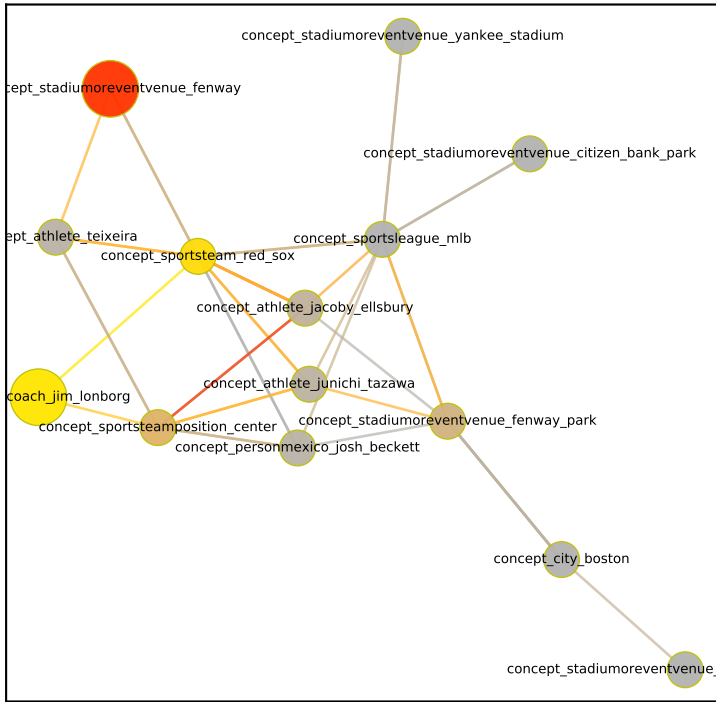 concept_stadiumoreventvenue_yankee_stadium
cept_stadiumoreventvenue_fenway
concept_stadiumoreventvenue_citizen_bank_park
ept_athlete_teixeira
concept_sportsleague_mlb
concept_sportsteam_red_sox
concept_athlete_jacoby_ellsbury
concept_athlete_junichi_tazawa
coach_jim_lonborg
concept_stadiumoreventvenue_fenway_park
concept_sportsteamposition_center
concept_personmexico_josh_beckett
concept_city_boston
concept_stadiumoreventvenue_